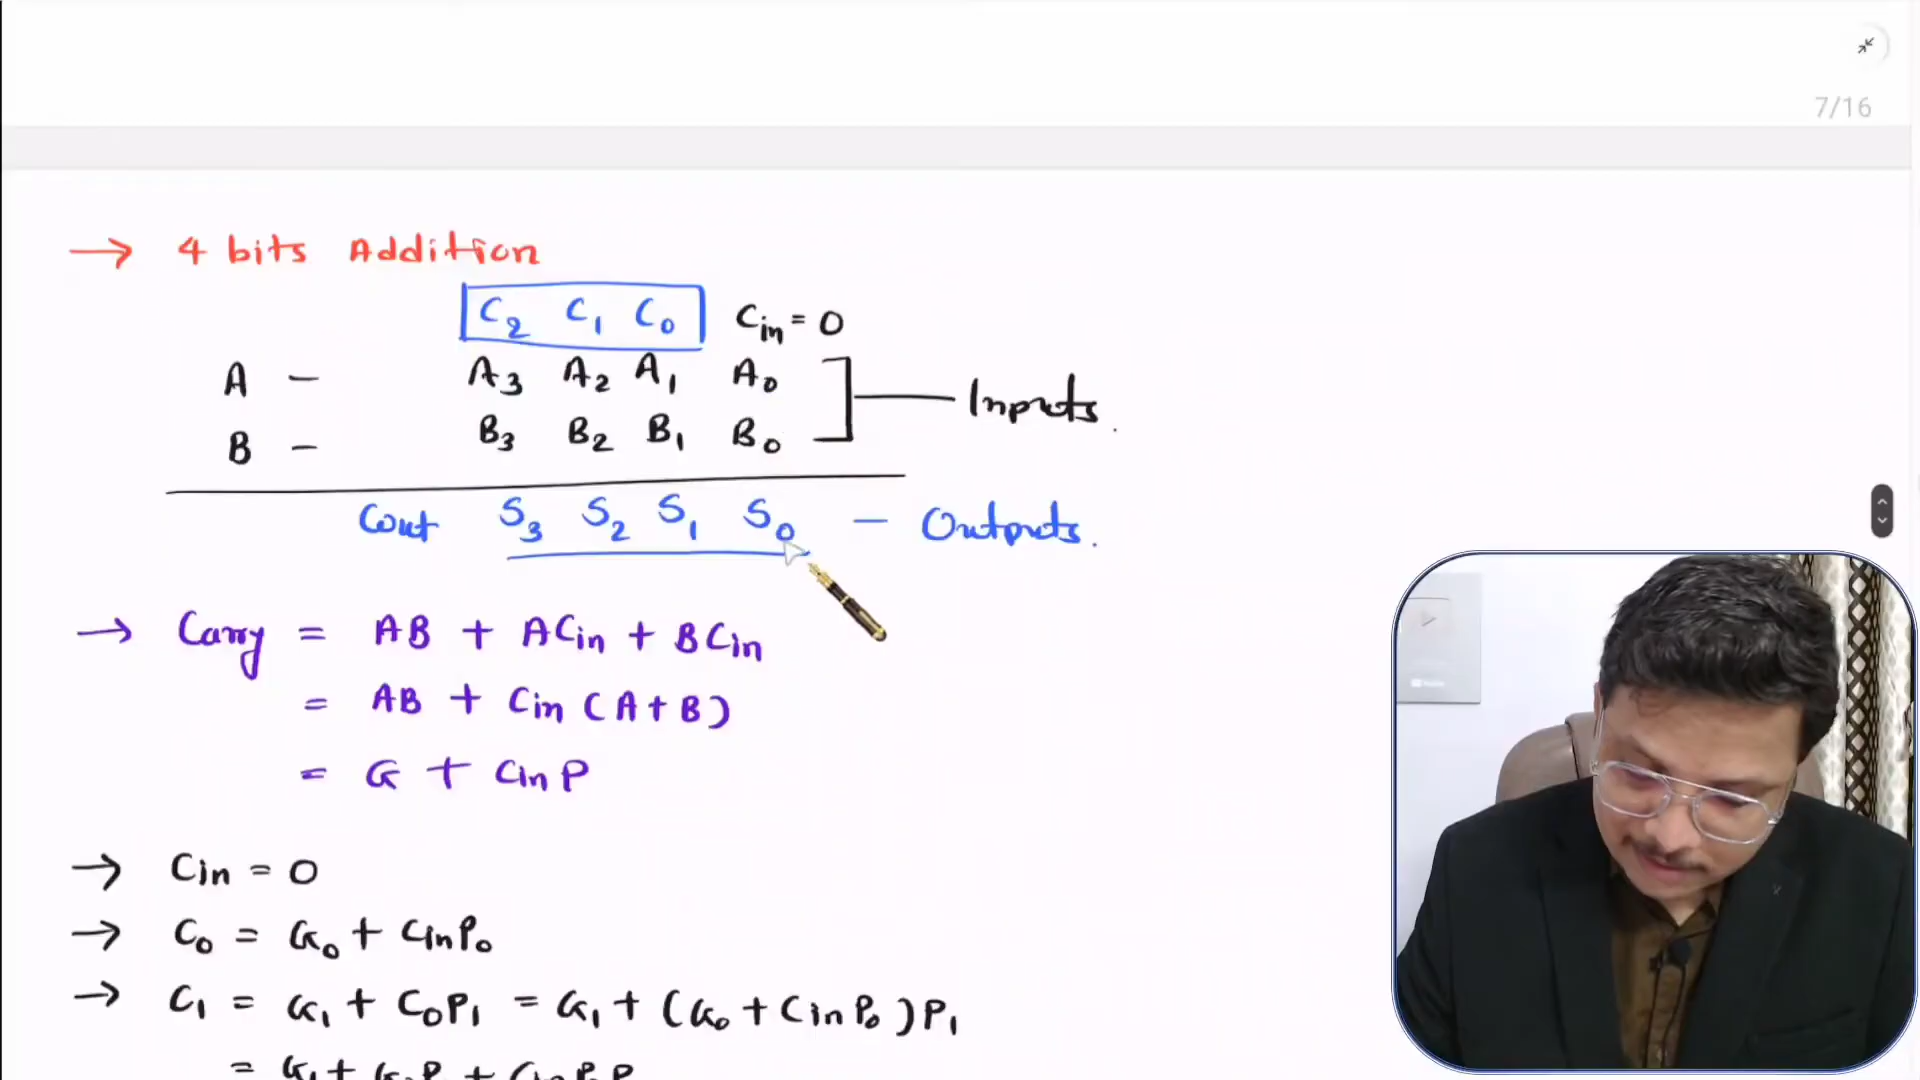 7/16
→ 4 bits Addition
C2 C1 C0 Cin = 0
A - A3 A2 A1 A0
B - B3 B2 B1 B0
Inputs.
Cout S3 S2 S1 S0 - Outputs.
→ Carry = AB + ACin + BCin
= AB + Cin (A+B)
= G + CinP
→ Cin = 0
→ C0 = G0 + CinP0
→ C1 = G1 + C0P1 = G1 + (G0 + CinP0)P1